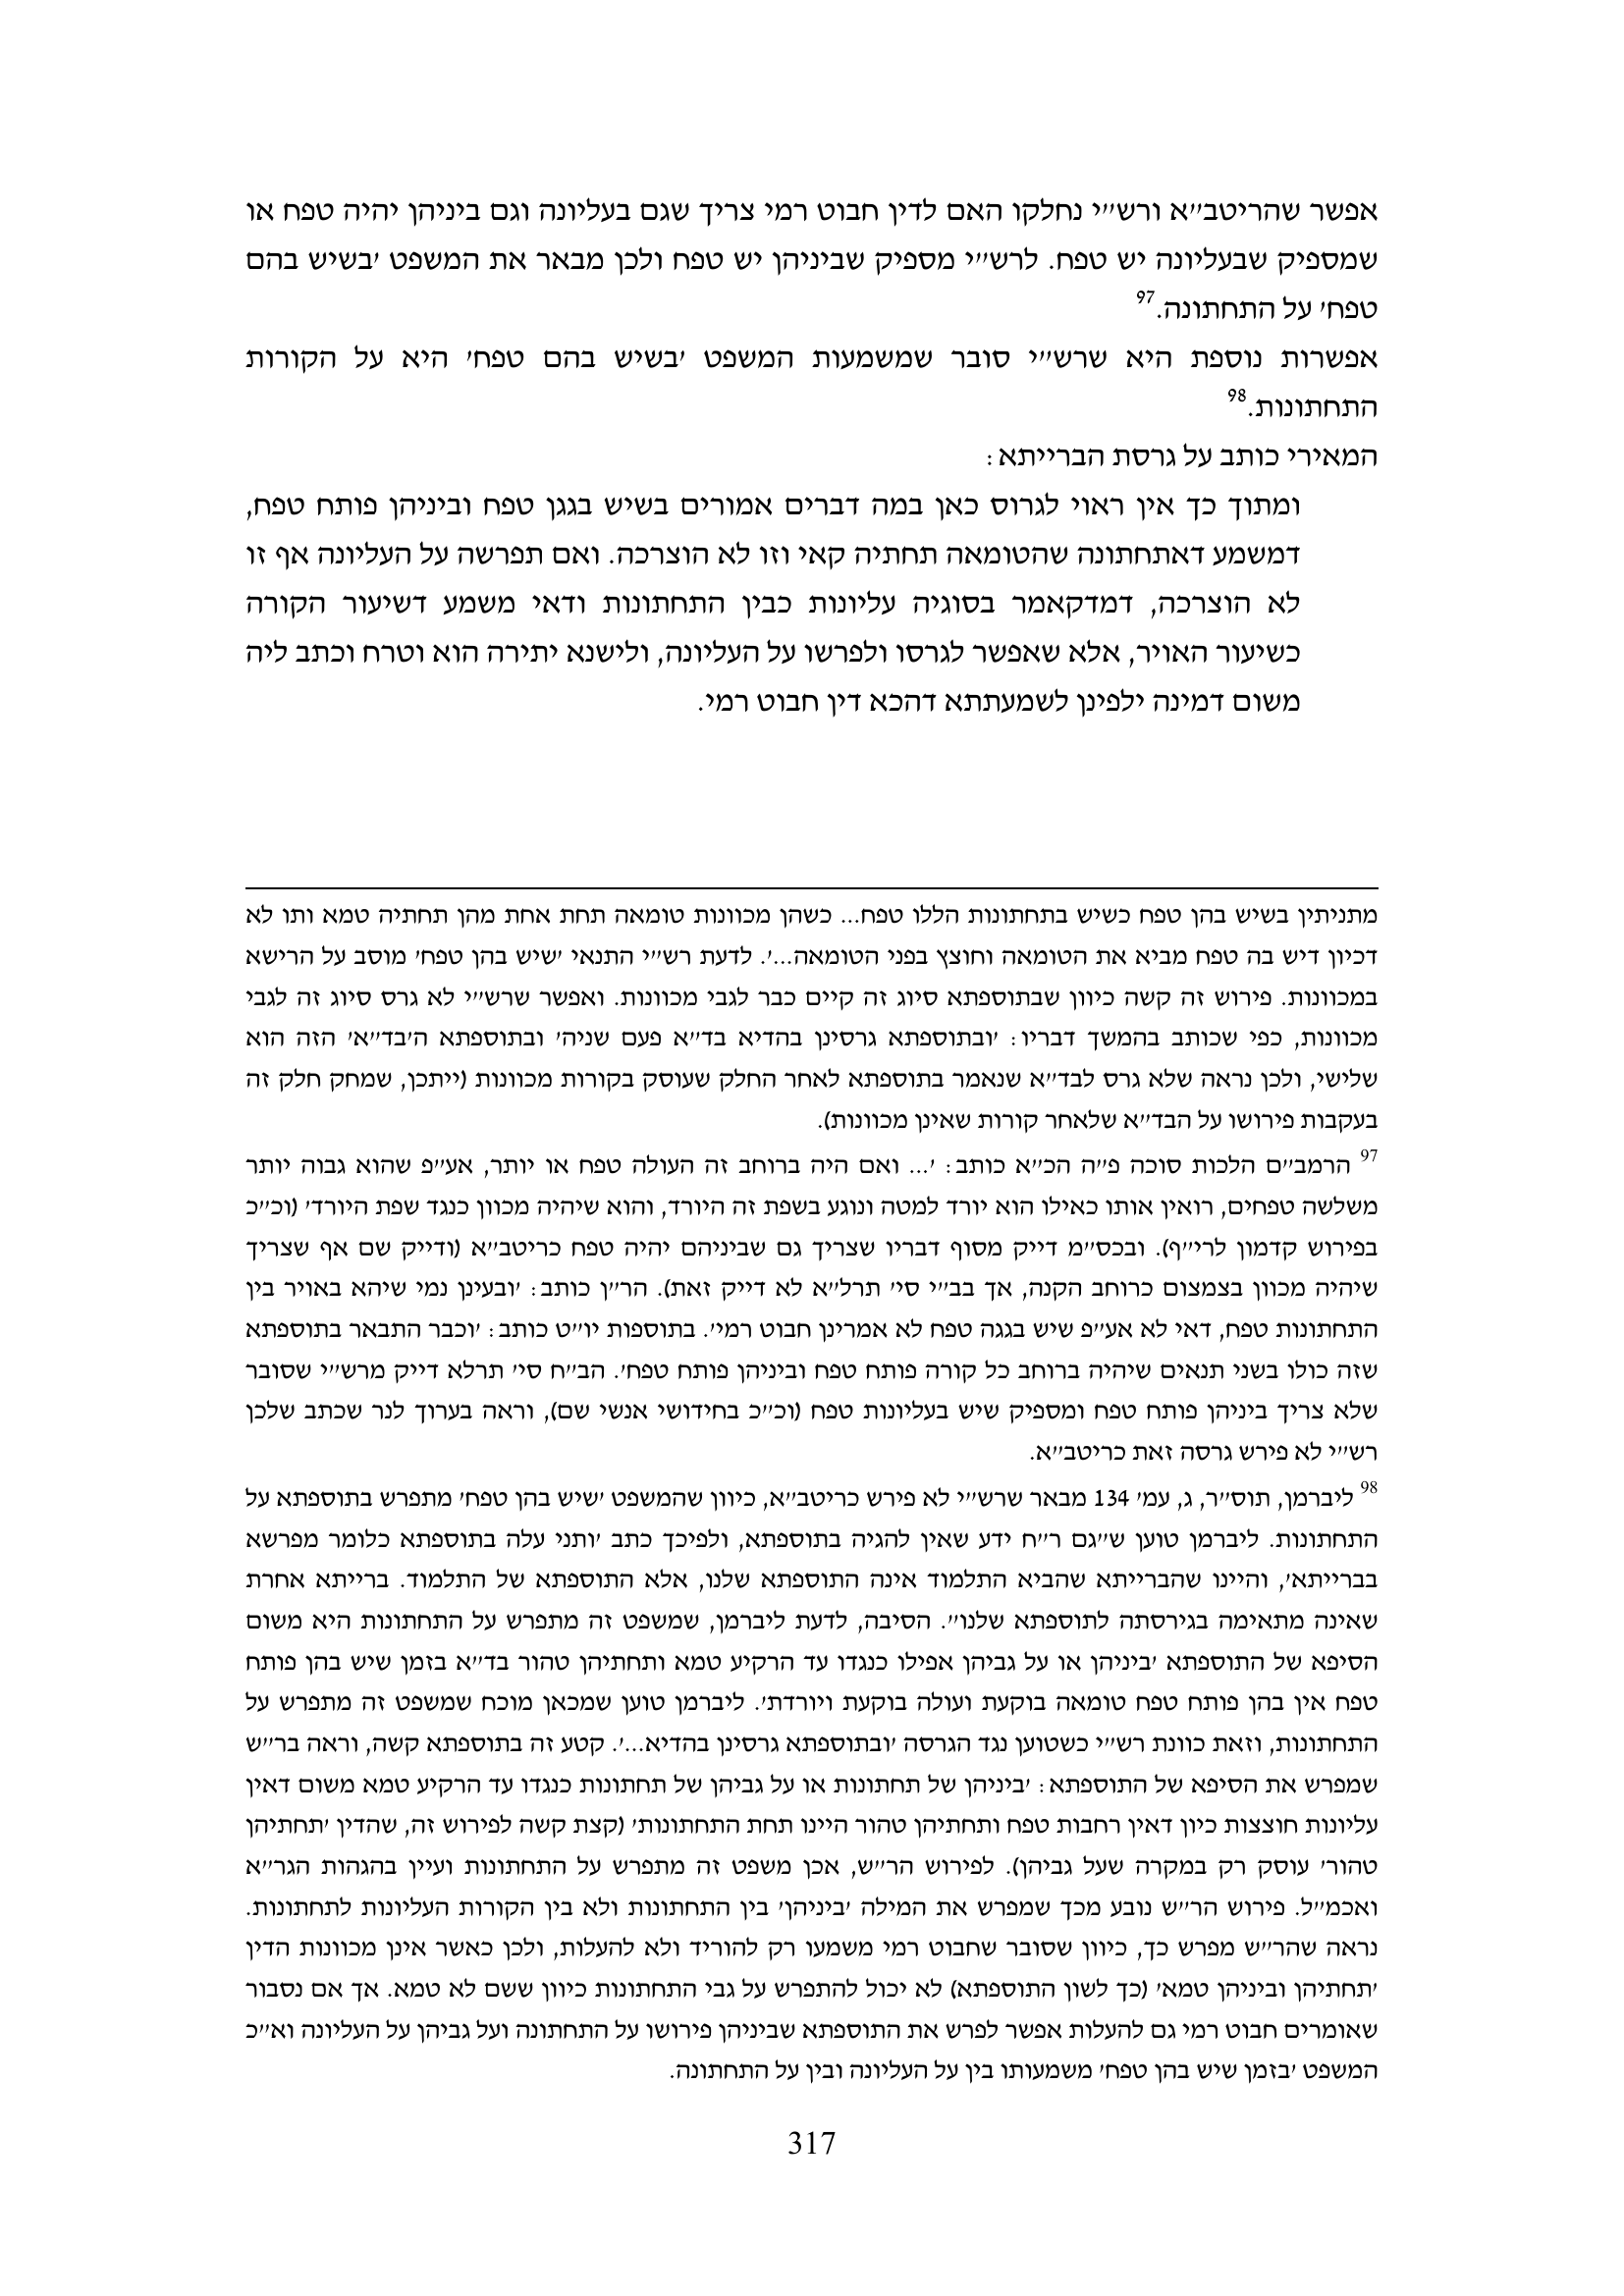 אפשר שהריטב״א ורש״י נחלקו האם לדין חבוט רמי צריך שגם בעליונה וגם ביניהן יהיה טפח או
שמספיק שבעליונה יש טפח. לרש״י מספיק שביניהן יש טפח ולכן מבאר את המשפט ׳בשיש בהם
טפח׳ על התחתונה.97
אפשרות נוספת היא שרש״י סובר שמשמעות המשפט ׳בשיש בהם טפח׳ היא על הקורות
התחתונות.98
המאירי כותב על גרסת הברייתא:
ומתוך כך אין ראוי לגרוס כאן במה דברים אמורים בשיש בגגן טפח וביניהן פותח טפח,
דמשמע דאתחתונה שהטומאה תחתיה קאי וזו לא הוצרכה. ואם תפרשה על העליונה אף זו
לא הוצרכה, דמדקאמר בסוגיה עליונות כבין התחתונות ודאי משמע דשיעור הקורה
כשיעור האויר, אלא שאפשר לגרסו ולפרשו על העליונה, ולישנא יתירה הוא וטרח וכתב ליה
משום דמינה ילפינן לשמעתתא דהכא דין חבוט רמי.
מתניתין בשיש בהן טפח כשיש בתחתונות הללו טפח... כשהן מכוונות טומאה תחת אחת מהן תחתיה טמא ותו לא
דכיון דיש בה טפח מביא את הטומאה וחוצץ בפני הטומאה...׳. לדעת רש״י התנאי ׳שיש בהן טפח׳ מוסב על הרישא
במכוונות. פירוש זה קשה כיוון שבתוספתא סיוג זה קיים כבר לגבי מכוונות. ואפשר שרש״י לא גרס סיוג זה לגבי
מכוונות, כפי שכותב בהמשך דבריו: ׳ובתוספתא גרסינן בהדיא בד״א פעם שניה׳ ובתוספתא ה׳בד״א׳ הזה הוא
שלישי, ולכן נראה שלא גרס לבד״א שנאמר בתוספתא לאחר החלק שעוסק בקורות מכוונות (ייתכן, שמחק חלק זה
בעקבות פירושו על הבד״א שלאחר קורות שאינן מכוונות).
97 הרמב״ם הלכות סוכה פ״ה הכ״א כותב: ׳... ואם היה ברוחב זה העולה טפח או יותר, אע״פ שהוא גבוה יותר
משלשה טפחים, רואין אותו כאילו הוא יורד למטה ונוגע בשפת זה היורד, והוא שיהיה מכוון כנגד שפת היורד׳ (וכ״כ
בפירוש קדמון לרי״ף). ובכס״מ דייק מסוף דבריו שצריך גם שביניהם יהיה טפח כריטב״א (ודייק שם אף שצריך
שיהיה מכוון בצמצום כרוחב הקנה, אך בב״י סי׳ תרל״א לא דייק זאת). הר״ן כותב: ׳ובעינן נמי שיהא באויר בין
התחתונות טפח, דאי לא אע״פ שיש בגגה טפח לא אמרינן חבוט רמי׳. בתוספות יו״ט כותב: ׳וכבר התבאר בתוספתא
שזה כולו בשני תנאים שיהיה ברוחב כל קורה פותח טפח וביניהן פותח טפח׳. הב״ח סי׳ תרלא דייק מרש״י שסובר
שלא צריך ביניהן פותח טפח ומספיק שיש בעליונות טפח (וכ״כ בחידושי אנשי שם), וראה בערוך לנר שכתב שלכן
רש״י לא פירש גרסה זאת כריטב״א.
98 ליברמן, תוס״ר, ג, עמ׳ 134 מבאר שרש״י לא פירש כריטב״א, כיוון שהמשפט ׳שיש בהן טפח׳ מתפרש בתוספתא על
התחתונות. ליברמן טוען ש״גם ר״ח ידע שאין להגיה בתוספתא, ולפיכך כתב ׳ותני עלה בתוספתא כלומר מפרשא
בברייתא׳, והיינו שהברייתא שהביא התלמוד אינה התוספתא שלנו, אלא התוספתא של התלמוד. ברייתא אחרת
שאינה מתאימה בגירסתה לתוספתא שלנו״. הסיבה, לדעת ליברמן, שמשפט זה מתפרש על התחתונות היא משום
הסיפא של התוספתא ׳ביניהן או על גביהן אפילו כנגדו עד הרקיע טמא ותחתיהן טהור בד״א בזמן שיש בהן פותח
טפח אין בהן פותח טפח טומאה בוקעת ועולה בוקעת ויורדת׳. ליברמן טוען שמכאן מוכח שמשפט זה מתפרש על
התחתונות, וזאת כוונת רש״י כשטוען נגד הגרסה ׳ובתוספתא גרסינן בהדיא...׳. קטע זה בתוספתא קשה, וראה בר״ש
שמפרש את הסיפא של התוספתא: ׳ביניהן של תחתונות או על גביהן של תחתונות כנגדו עד הרקיע טמא משום דאין
עליונות חוצצות כיון דאין רחבות טפח ותחתיהן טהור היינו תחת התחתונות׳ (קצת קשה לפירוש זה, שהדין ׳תחתיהן
טהור׳ עוסק רק במקרה שעל גביהן). לפירוש הר״ש, אכן משפט זה מתפרש על התחתונות ועיין בהגהות הגר״א
ואכמ״ל. פירוש הר״ש נובע מכך שמפרש את המילה ׳ביניהן׳ בין התחתונות ולא בין הקורות העליונות לתחתונות.
נראה שהר״ש מפרש כך, כיוון שסובר שחבוט רמי משמעו רק להוריד ולא להעלות, ולכן כאשר אינן מכוונות הדין
׳תחתיהן וביניהן טמא׳ (כך לשון התוספתא) לא יכול להתפרש על גבי התחתונות כיוון ששם לא טמא. אך אם נסבור
שאומרים חבוט רמי גם להעלות אפשר לפרש את התוספתא שביניהן פירושו על התחתונה ועל גביהן על העליונה וא״כ
המשפט ׳בזמן שיש בהן טפח׳ משמעותו בין על העליונה ובין על התחתונה.
317